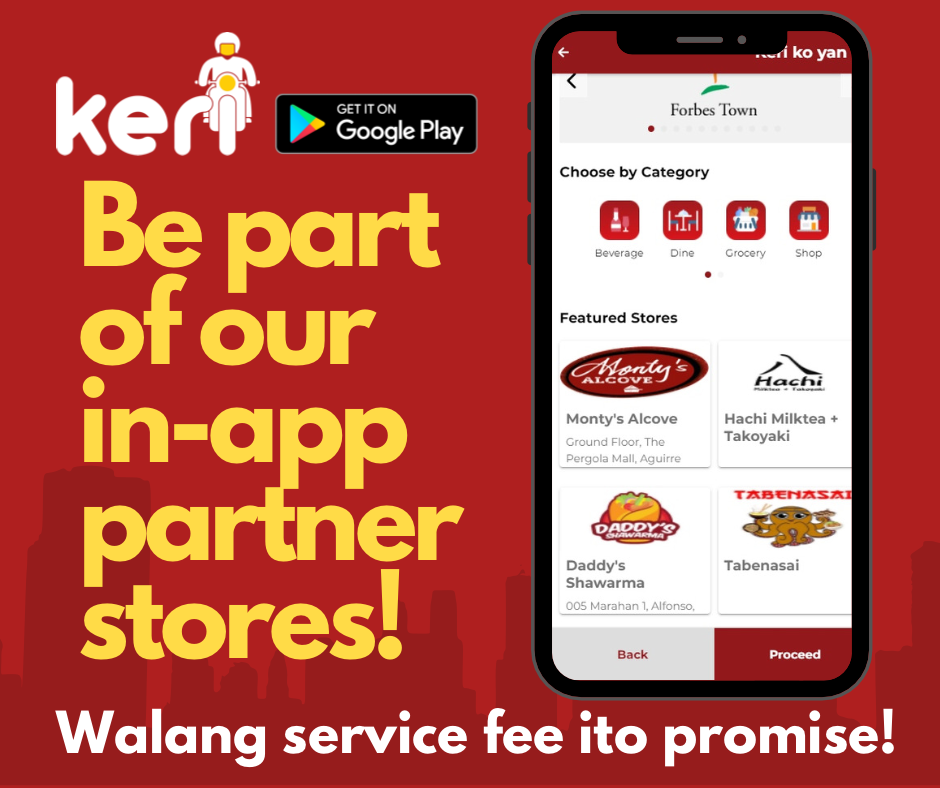 keri
GET IT ON
Google Play
Be part
of our
in-app
partner
stores!
Keri ko yan
Forbes Town
Choose by Category
Beverage Dine Grocery Shop
Featured Stores
Monty's
ALCOVE
Monty's Alcove
Ground Floor, The
Pergola Mall, Aguirre
Hachi
Milktea + Takoyaki
Hachi Milktea +
Takoyaki
DADDY'S
SHAWARMA
Daddy's
Shawarma
005 Marahan 1, Alfonso,
TABENASAI
Tabenasai
Back Proceed
Walang service fee ito promise!